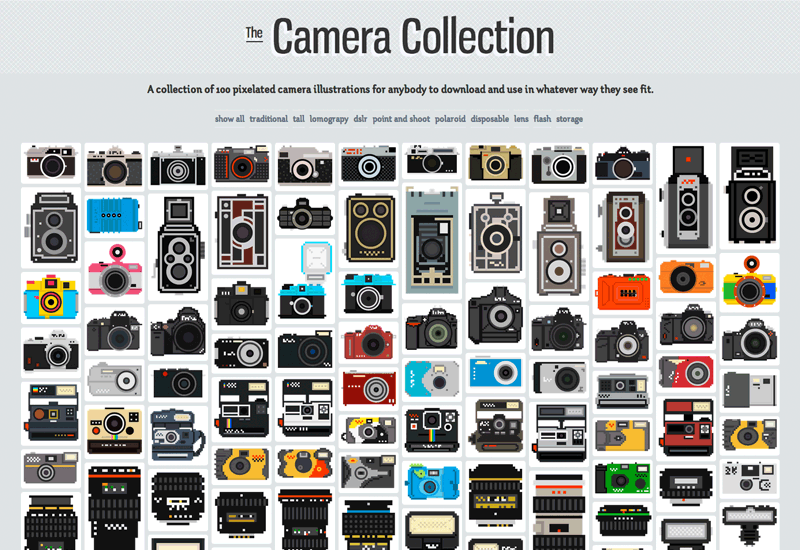 The Camera Collection
A collection of 100 pixelated camera illustrations for anybody to download and use in whatever way they see fit.
show all traditional tall lomograpy dslr point and shoot polaroid disposable lens flash storage